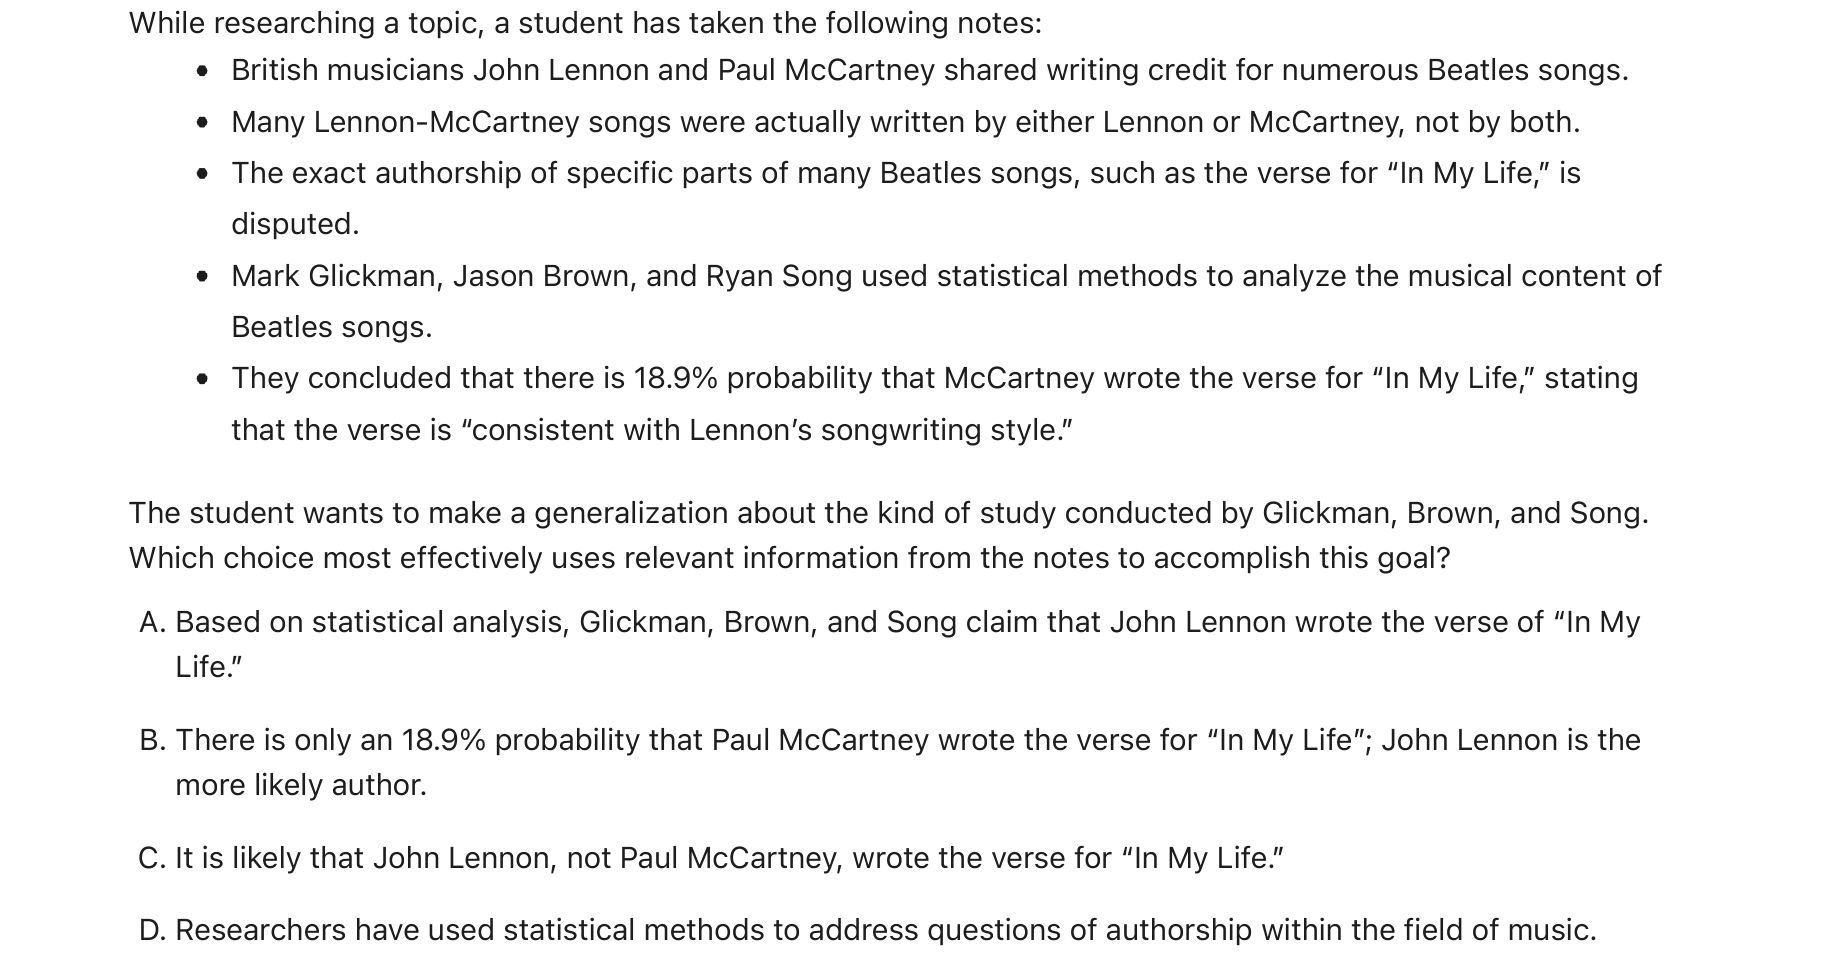 While researching a topic, a student has taken the following notes:
• British musicians John Lennon and Paul McCartney shared writing credit for numerous Beatles songs.
• Many Lennon-McCartney songs were actually written by either Lennon or McCartney, not by both.
• The exact authorship of specific parts of many Beatles songs, such as the verse for “In My Life,” is
disputed.
• Mark Glickman, Jason Brown, and Ryan Song used statistical methods to analyze the musical content of
Beatles songs.
• They concluded that there is 18.9% probability that McCartney wrote the verse for “In My Life,” stating
that the verse is “consistent with Lennon’s songwriting style.”
The student wants to make a generalization about the kind of study conducted by Glickman, Brown, and Song.
Which choice most effectively uses relevant information from the notes to accomplish this goal?
A. Based on statistical analysis, Glickman, Brown, and Song claim that John Lennon wrote the verse of “In My
Life.”
B. There is only an 18.9% probability that Paul McCartney wrote the verse for “In My Life”; John Lennon is the
more likely author.
C. It is likely that John Lennon, not Paul McCartney, wrote the verse for “In My Life.”
D. Researchers have used statistical methods to address questions of authorship within the field of music.